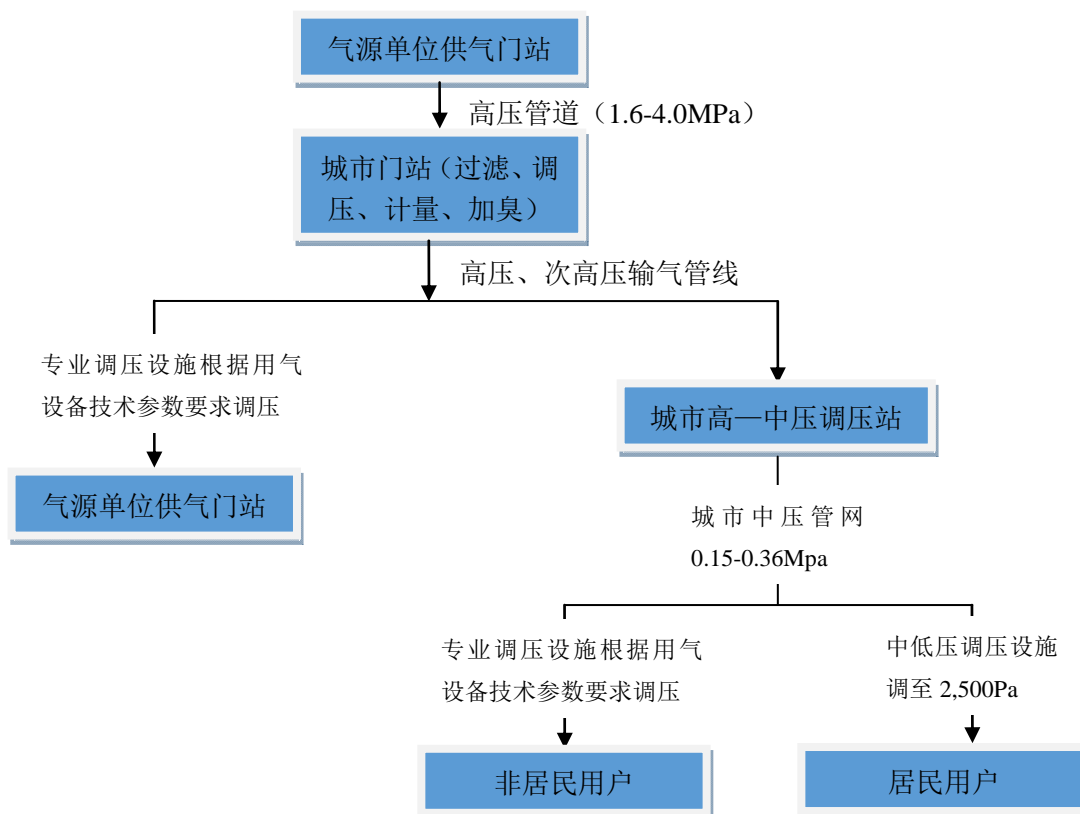 气源单位供气门站
高压管道（1.6-4.0MPa）
城市门站（过滤、调
压、计量、加臭）
高压、次高压输气管线
专业调压设施根据用气
设备技术参数要求调压
城市高—中压调压站
气源单位供气门站
城市中压管网
0.15-0.36Mpa
专业调压设施根据用气
设备技术参数要求调压
中低压调压设施
调至 2,500Pa
非居民用户
居民用户